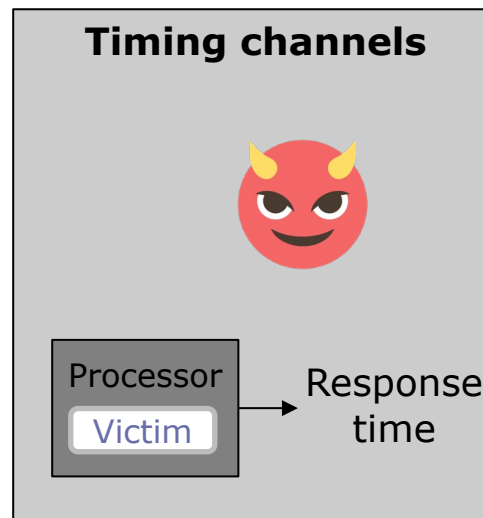 Timing channels
Processor
Victim
Response
time